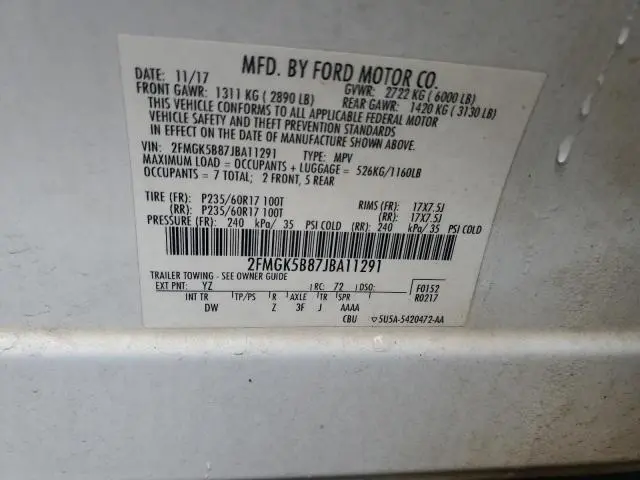 MFD. BY FORD MOTOR CO.
DATE: 11/17 GVWR: 2722 KG ( 6000 LB)
FRONT GAWR: 1311 KG ( 2890 LB) REAR GAWR: 1420 KG ( 3130 LB)
THIS VEHICLE CONFORMS TO ALL APPLICABLE FEDERAL MOTOR
VEHICLE SAFETY AND THEFT PREVENTION STANDARDS
IN EFFECT ON THE DATE OF MANUFACTURE SHOWN ABOVE.
VIN: 2FMGK5B87JBA11291 TYPE: MPV
MAXIMUM LOAD = OCCUPANTS + LUGGAGE = 526KG/1160LB
OCCUPANTS = 7 TOTAL; 2 FRONT, 5 REAR
TIRE (FR): P235/60R17 100T RIMS (FR): 17X7.5J
(RR): P235/60R17 100T (RR): 17X7.5J
PRESSURE (FR): 240 kPa/ 35 PSI COLD (RR): 240 kPa/ 35 PSI COLD
2FMGK5B87JBA11291
TRAILER TOWING - SEE OWNER GUIDE
EXT PNT: YZ RC: 72 DSO: F0152
INT TR TP/PS R AXLE TR SPR R0217
DW Z 3F J AAAA
CBU ▽5U5A-5420472-AA